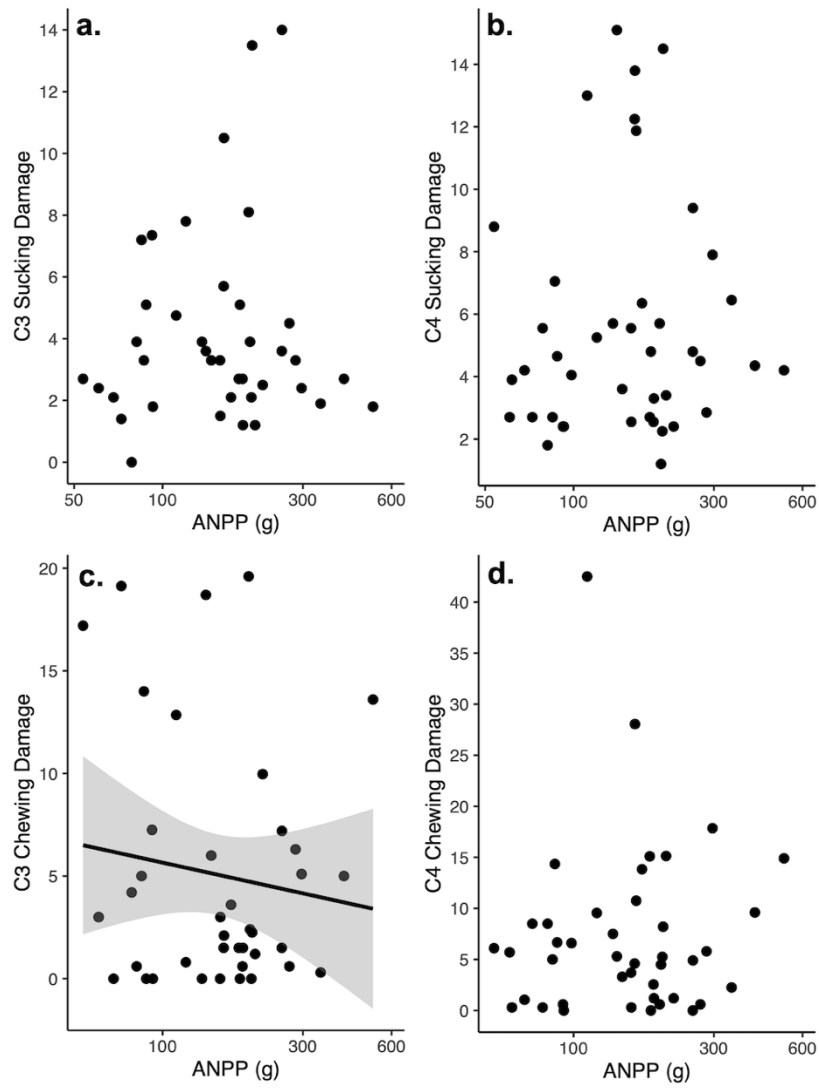 a.
14
12
10
8
6
4
2
0
C3 Sucking Damage
50 100 300 600
ANPP (g)
b.
14
12
10
8
6
4
2
C4 Sucking Damage
50 100 300 600
ANPP (g)
c.
20
15
10
5
0
C3 Chewing Damage
100 300 600
ANPP (g)
d.
40
35
30
25
20
15
10
5
0
C4 Chewing Damage
100 300 600
ANPP (g)